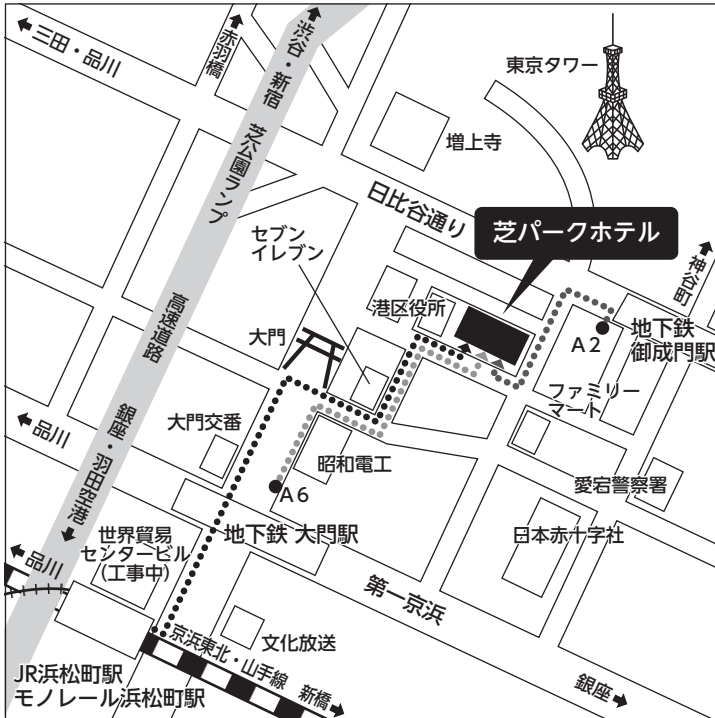 三田・品川
赤羽橋
渋谷・新宿
芝公園ランプ
東京タワー
増上寺
日比谷通り
セブン
イレブン
芝パークホテル
神谷町
港区役所
大門
高速道路
A2
地下鉄
御成門駅
ファミリー
マート
品川
大門交番
銀座・羽田空港
昭和電工
A6
愛宕警察署
世界貿易
センタービル
(工事中)
地下鉄 大門駅
日本赤十字社
品川
第一京浜
文化放送
京浜東北・山手線
新橋
JR浜松町駅
モノレール浜松町駅
銀座